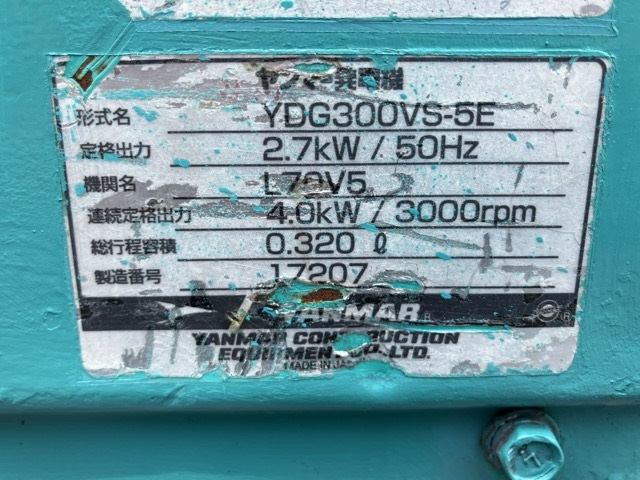 ヤンマー発電機
形式名 YDG300VS-5E
定格出力 2.7kW / 50Hz
機関名 L70V5
連続定格出力 4.0kW / 3000rpm
総行程容積 0.320 ℓ
製造番号 17207
YANMAR
YANMAR CONSTRUCTION
EQUIPMENT CO., LTD.
MADE IN JAPAN